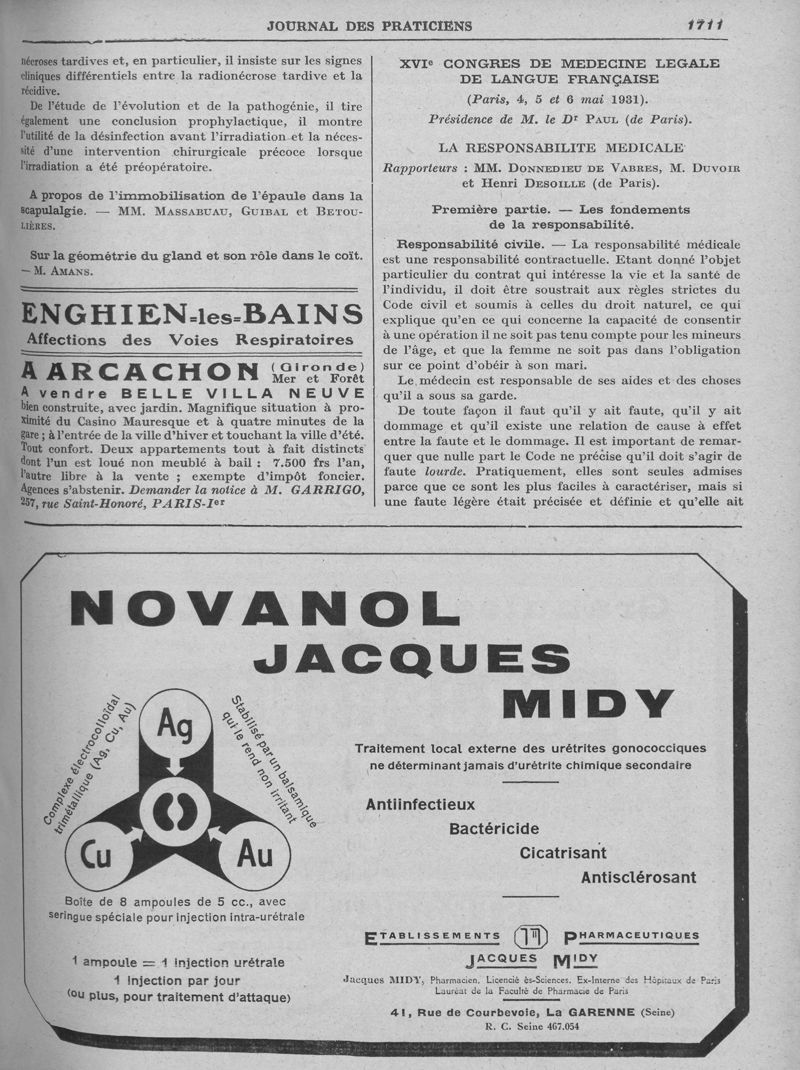 JOURNAL DES PRATICIENS 1711
nécroses tardives et, en particulier, il insiste sur les signes
cliniques différentiels entre la radionécrose tardive et la
récidive.
De l'étude de l'évolution et de la pathogénie, il tire
également une conclusion prophylactique, il montre
l'utilité de la désinfection avant l'irradiation et la néces-
sité d'une intervention chirurgicale précoce lorsque
l'irradiation a été préopératoire.
A propos de l'immobilisation de l'épaule dans la
scapulalgie. — MM. MASSABUAU, GUIBAL et BETOU-
LIÈRES.
Sur la géométrie du gland et son rôle dans le coït.
— M. AMANS.
ENGHIEN=les=BAINS
Affections des Voies Respiratoires
A ARCACHON (Gironde)
Mer et Forêt
A vendre BELLE VILLA NEUVE
bien construite, avec jardin. Magnifique situation à pro-
ximité du Casino Mauresque et à quatre minutes de la
gare ; à l'entrée de la ville d'hiver et touchant la ville d'été.
Tout confort. Deux appartements tout à fait distincts
dont l'un est loué non meublé à bail : 7.500 frs l'an,
l'autre libre à la vente ; exempte d'impôt foncier.
Agences s'abstenir. Demander la notice à M. GARRIGO,
257, rue Saint-Honoré, PARIS-Ier
XVIe CONGRES DE MEDECINE LEGALE
DE LANGUE FRANÇAISE
(Paris, 4, 5 et 6 mai 1931).
Présidence de M. le Dr PAUL (de Paris).
LA RESPONSABILITE MEDICALE
Rapporteurs : MM. DONNEDIEU DE VABRES, M. DUVOIR
et Henri DESOILLE (de Paris).
Première partie. — Les fondements
de la responsabilité.
Responsabilité civile. — La responsabilité médicale
est une responsabilité contractuelle. Etant donné l'objet
particulier du contrat qui intéresse la vie et la santé de
l'individu, il doit être soustrait aux règles strictes du
Code civil et soumis à celles du droit naturel, ce qui
explique qu'en ce qui concerne la capacité de consentir
à une opération il ne soit pas tenu compte pour les mineurs
de l'âge, et que la femme ne soit pas dans l'obligation
sur ce point d'obéir à son mari.
Le médecin est responsable de ses aides et des choses
qu'il a sous sa garde.
De toute façon il faut qu'il y ait faute, qu'il y ait
dommage et qu'il existe une relation de cause à effet
entre la faute et le dommage. Il est important de remar-
quer que nulle part le Code ne précise qu'il doit s'agir de
faute lourde. Pratiquement, elles sont seules admises
parce que ce sont les plus faciles à caractériser, mais si
une faute légère était précisée et définie et qu'elle ait
NOVANOL
JACQUES
MIDY
Complexe électrocolloïdal
trimétallique (Ag, Cu, Au)
Stabilisé par un balsamique
qui le rend non irritant
Ag
Cu
Au
Boîte de 8 ampoules de 5 cc., avec
seringue spéciale pour injection intra-urétrale
1 ampoule = 1 injection urétrale
1 injection par jour
(ou plus, pour traitement d'attaque)
Traitement local externe des urétrites gonococciques
ne déterminant jamais d'urétrite chimique secondaire
Antiinfectieux
Bactéricide
Cicatrisant
Antisclérosant
ETABLISSEMENTS PHARMACEUTIQUES
JACQUES MIDY
Jacques MIDY, Pharmacien, Licencié ès-Sciences, Ex-Interne des Hôpitaux de Paris
Lauréat de la Faculté de Pharmacie de Paris
41, Rue de Courbevoie, La GARENNE (Seine)
R. C. Seine 467.054